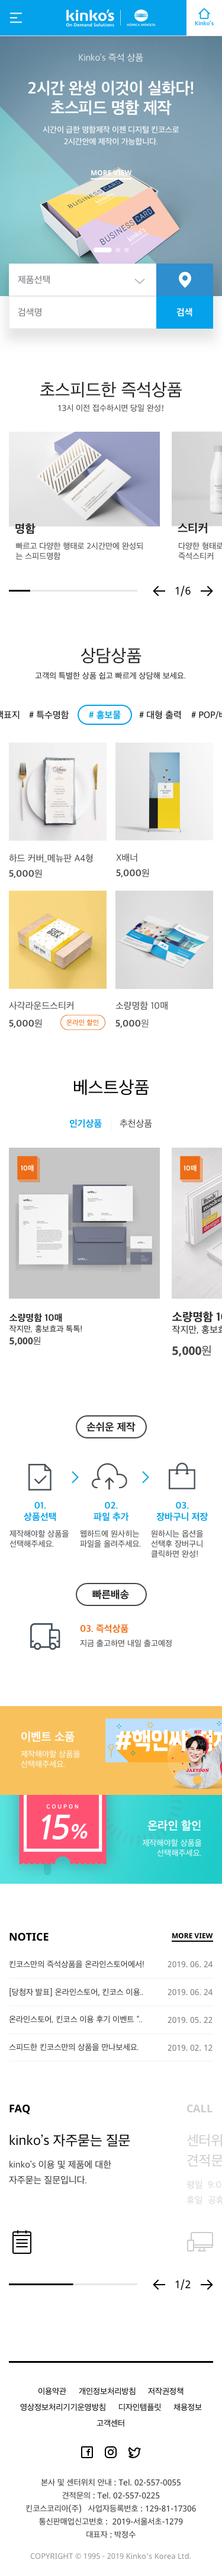 kinko's
On Demand Solutions
Kinko's
Kinko's 즉석 상품
2시간 완성 이것이 실화다!
초스피드 명함 제작
시간이 급한 명함제작 이젠 디지털 킨코스로
2시간만에 제작이 가능합니다.
MORE VIEW
BUSINESS CARD
BUSINESS CARD
제품선택
검색명
검색
초스피드한 즉석상품
13시 이전 접수하시면 당일 완성!
명함
빠르고 다양한 행태로 2시간만에 완성되
는 스피드명함
스티커
다양한 형태로
즉석스티커
1/6
상담상품
고객의 특별한 상품 쉽고 빠르게 상담해 보세요.
# 특수명함
# 홍보물
# 대형 출력
# POP/
하드 커버_메뉴판 A4형
5,000원
X배너
5,000원
사각라운드스티커
5,000원
온라인 할인
소량명함 10매
5,000원
베스트상품
인기상품
추천상품
10매
10매
소량명함 10매
작지만, 홍보효과 톡톡!
5,000원
소량명함 1
작지만, 홍보
5,000원
손쉬운 제작
01.
상품선택
제작해야할 상품을
선택해주세요.
02.
파일 추가
웹하드에 원사히는
파일을 올려주세요.
03.
장바구니 저장
원하시는 옵션을
선택후 장바구니
클릭하면 완성!
빠른배송
03. 즉석상품
지금 출고하면 내일 출고예정
이벤트 소품
제작해야할 상품을
선택해주세요.
#핵인싸
JAETOON
COUPON
15%
온라인 할인
제작해야할 상품을
선택해주세요.
NOTICE
MORE VIEW
킨코스만의 즉석상품을 온라인스토어에서!
2019. 06. 24
[당첨자 발표] 온라인스토어, 킨코스 이용..
2019. 06. 24
온라인스토어, 킨코스 이용 후기 이벤트 "..
2019. 05. 22
스피드한 킨코스만의 상품을 만나보세요.
2019. 02. 12
FAQ
kinko's 자주묻는 질문
kinko's 이용 및 제품에 대한
자주묻는 질문입니다.
CALL
센터위
견적문
평일 9:0
휴일 공휴
1/2
이용약관
개인정보처리방침
저작권정책
영상정보처리기기운영방침
디자인템플릿
채용정보
고객센터
본사 및 센터위치 안내 : Tel. 02-557-0055
견적문의 : Tel. 02-557-0225
킨코스코리아(주) 사업자등록번호 : 129-81-17306
통신판매업신고번호 : 2019-서울서초-1279
대표자 : 박정수
COPYRIGHT © 1995 - 2019 Kinko's Korea Ltd.